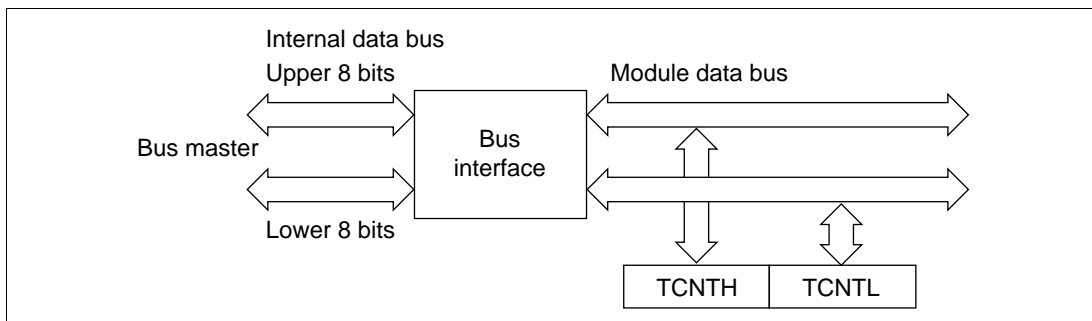 Internal data bus
Upper 8 bits
Module data bus
Bus master
Bus
interface
Lower 8 bits
TCNTH
TCNTL